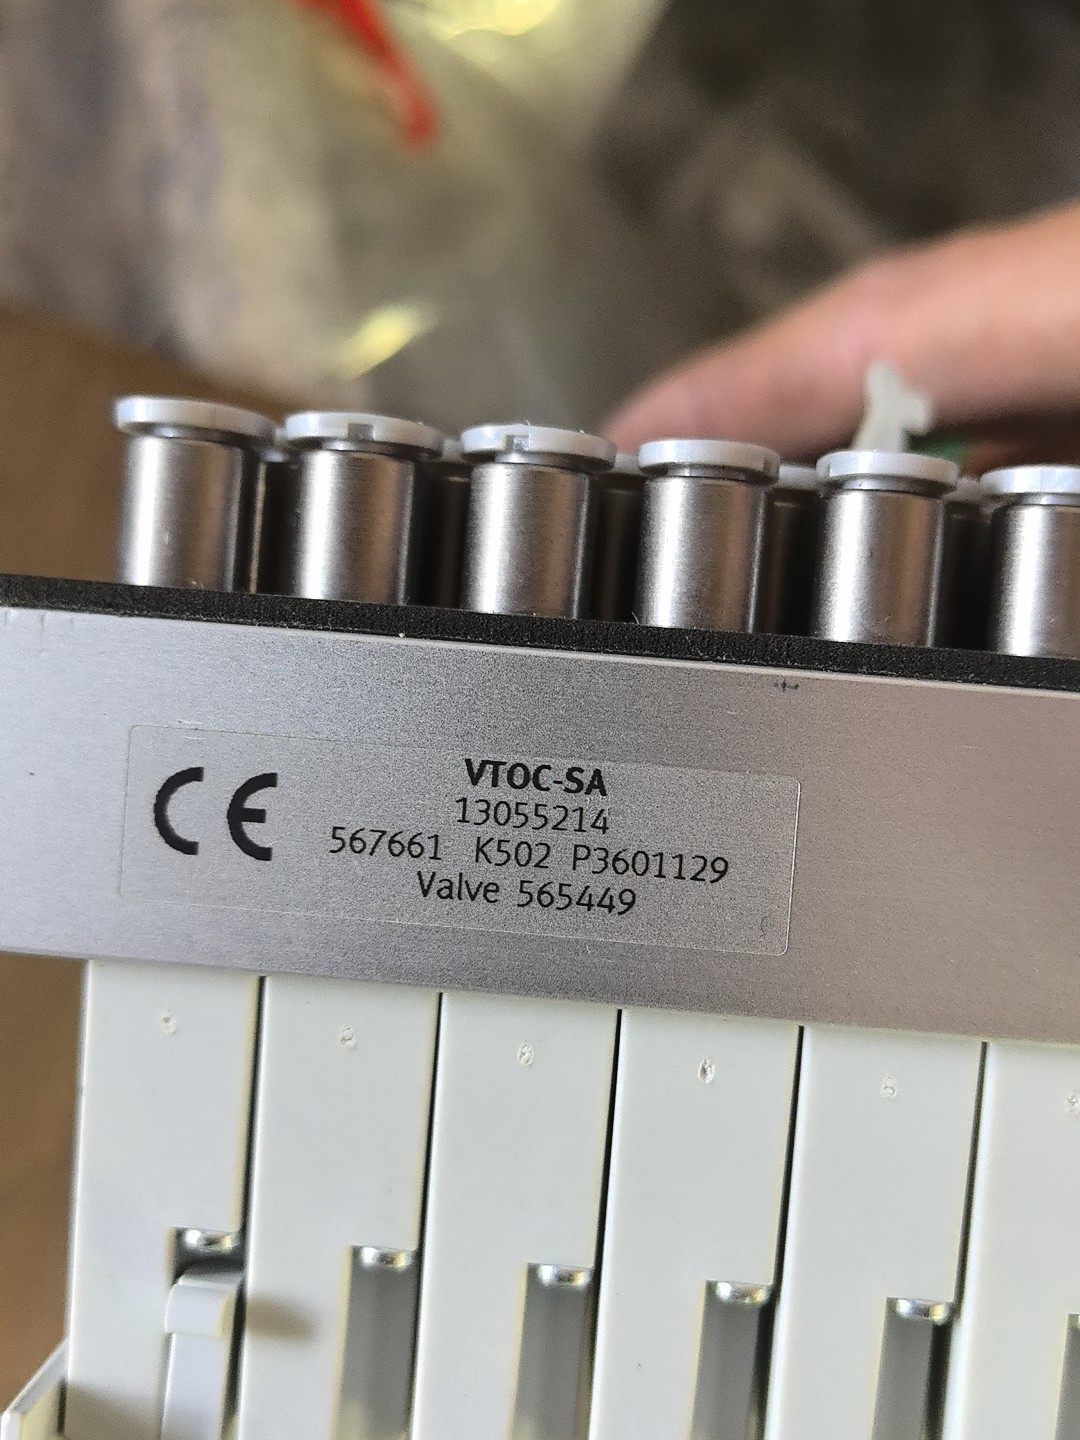 CE
VTOC-SA
13055214
567661 K502 P3601129
Valve 565449